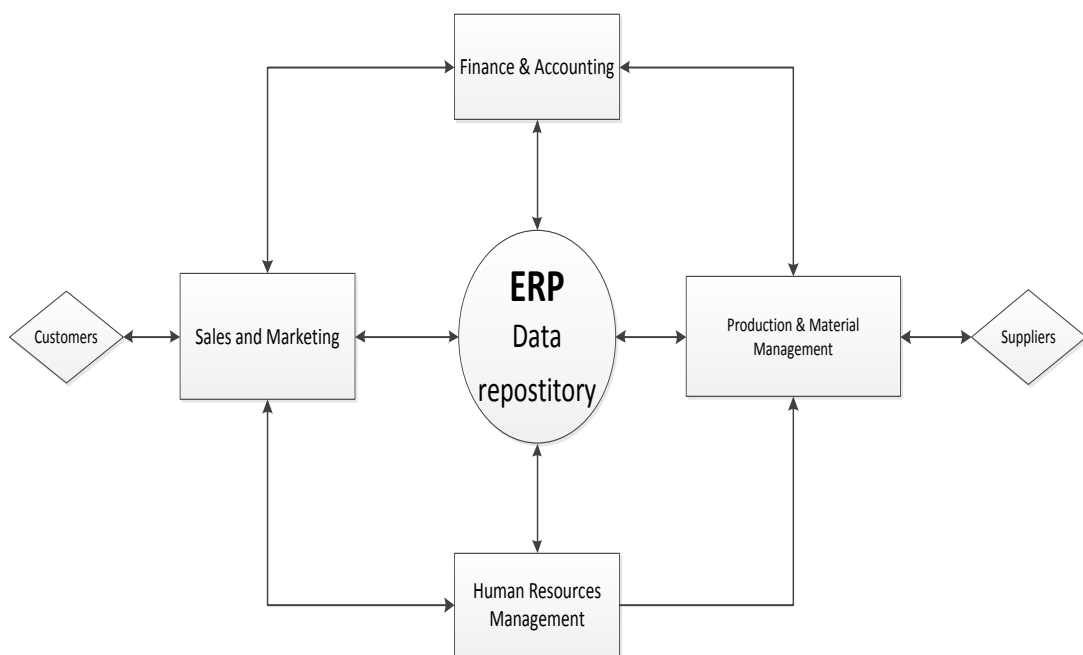 Finance & Accounting
ERP
Data
repostitory
Customers
Sales and Marketing
Production & Material
Management
Suppliers
Human Resources
Management